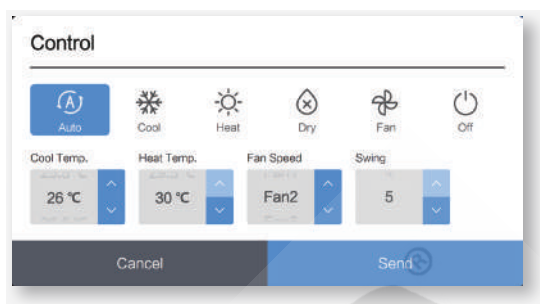 Control
A
Auto Cool Heat Dry Fan Off
Cool Temp. Heat Temp. Fan Speed Swing
26 °C 30 °C Fan2 5
Cancel Send